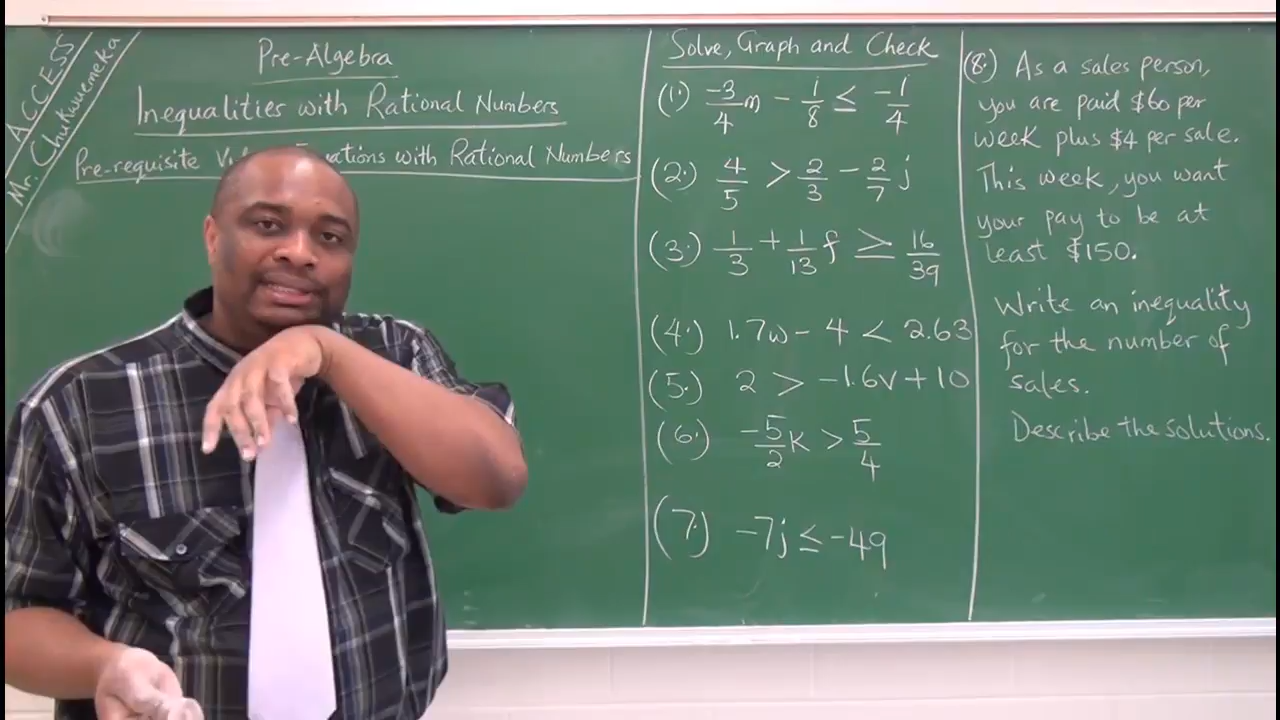 ACCESS
Mr. Chukwuemeka
Pre-Algebra
Inequalities with Rational Numbers
Pre-requisite Equations with Rational Numbers
Solve, Graph and Check
(1.) -3/4 m - 1/8 ≤ -1/4
(2.) 4/5 > 2/3 - 2/7 j
(3.) 1/3 + 1/13 f ≥ 16/39
(4.) 1.7w - 4 < 2.63
(5.) 2 > -1.6v + 10
(6.) -5/2 k > 5/4
(7.) -7j ≤ -49
(8.) As a sales person,
you are paid $60 per
week plus $4 per sale.
This week, you want
your pay to be at
least $150.
Write an inequality
for the number of
sales.
Describe the solutions.